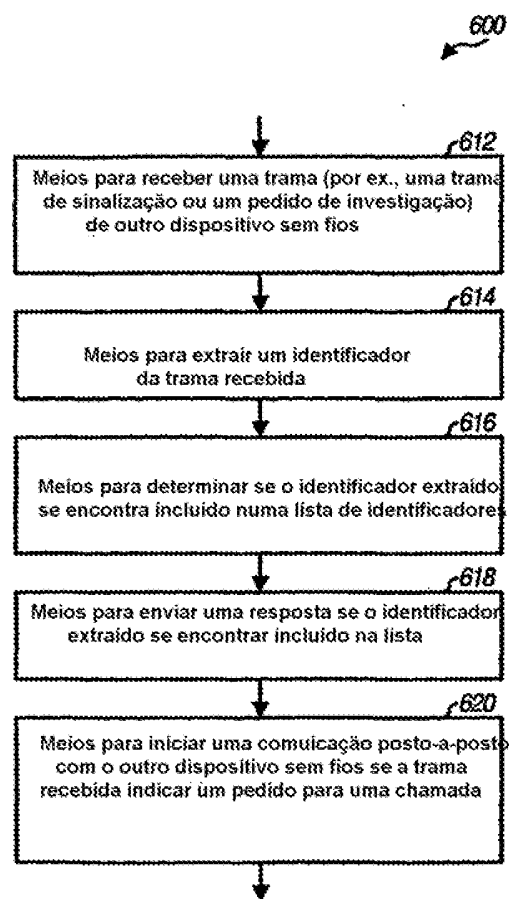 600
612
Meios para receber uma trama (por ex., uma trama
de sinalização ou um pedido de investigação)
de outro dispositivo sem fios
614
Meios para extraír um identificador
da trama recebida
616
Meios para determinar se o identificador extraído
se encontra incluído numa lista de identificadores
618
Meios para enviar uma resposta se o identificador
extraído se encontrar incluído na lista
620
Meios para iniciar uma comuicação posto-a-posto
com o outro dispositivo sem fios se a trama
recebida indicar um pedido para uma chamada